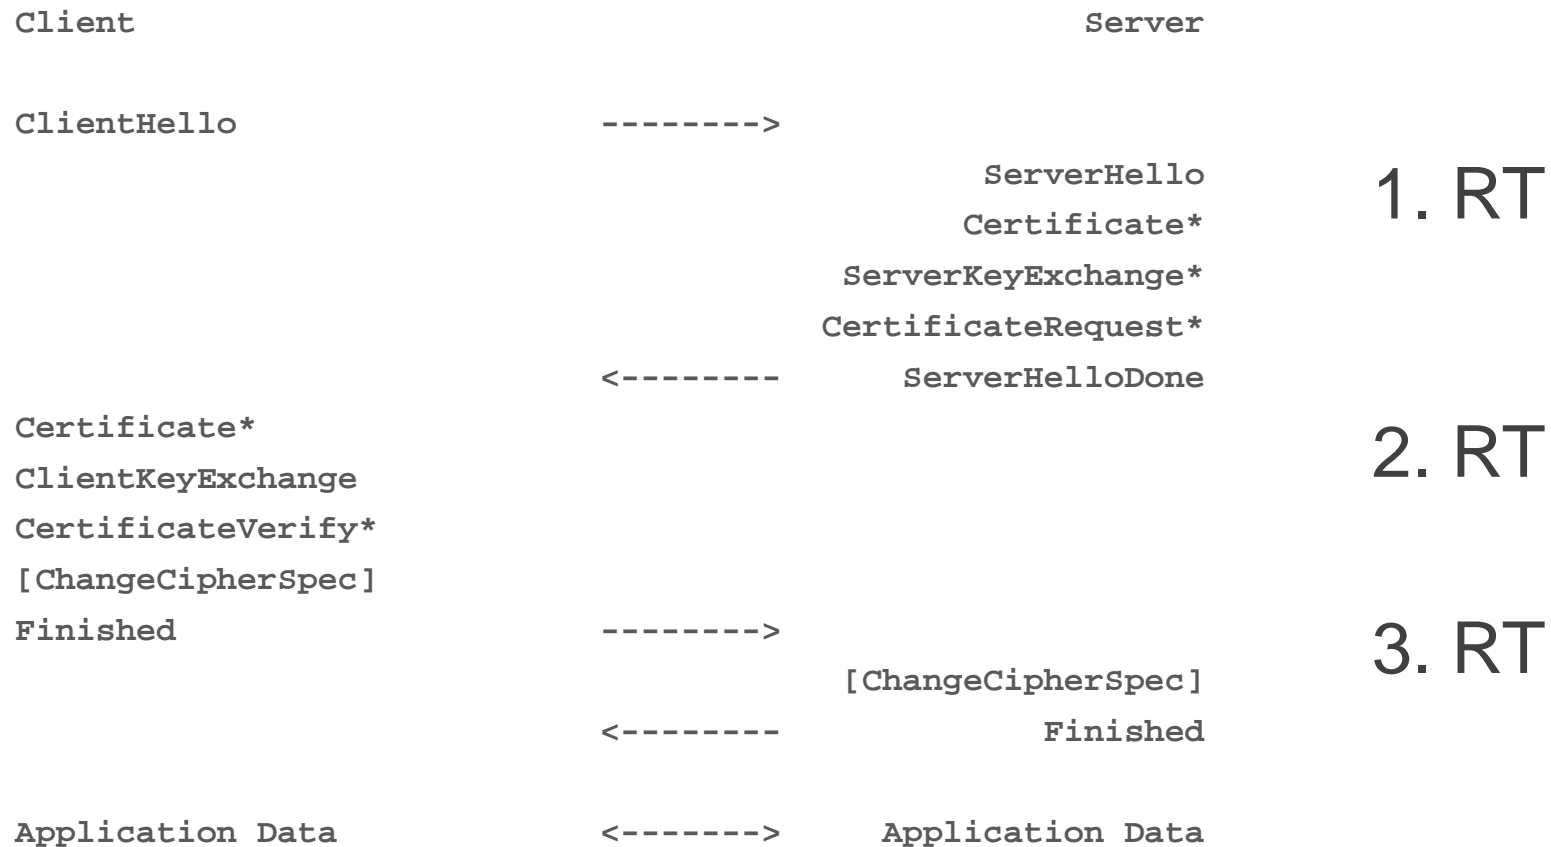 Client Server
ClientHello -------->
ServerHello
1. RT
Certificate*
ServerKeyExchange*
CertificateRequest*
<-------- ServerHelloDone
Certificate*
2. RT
ClientKeyExchange
CertificateVerify*
[ChangeCipherSpec]
Finished -------->
3. RT
[ChangeCipherSpec]
<-------- Finished
Application Data <-------> Application Data